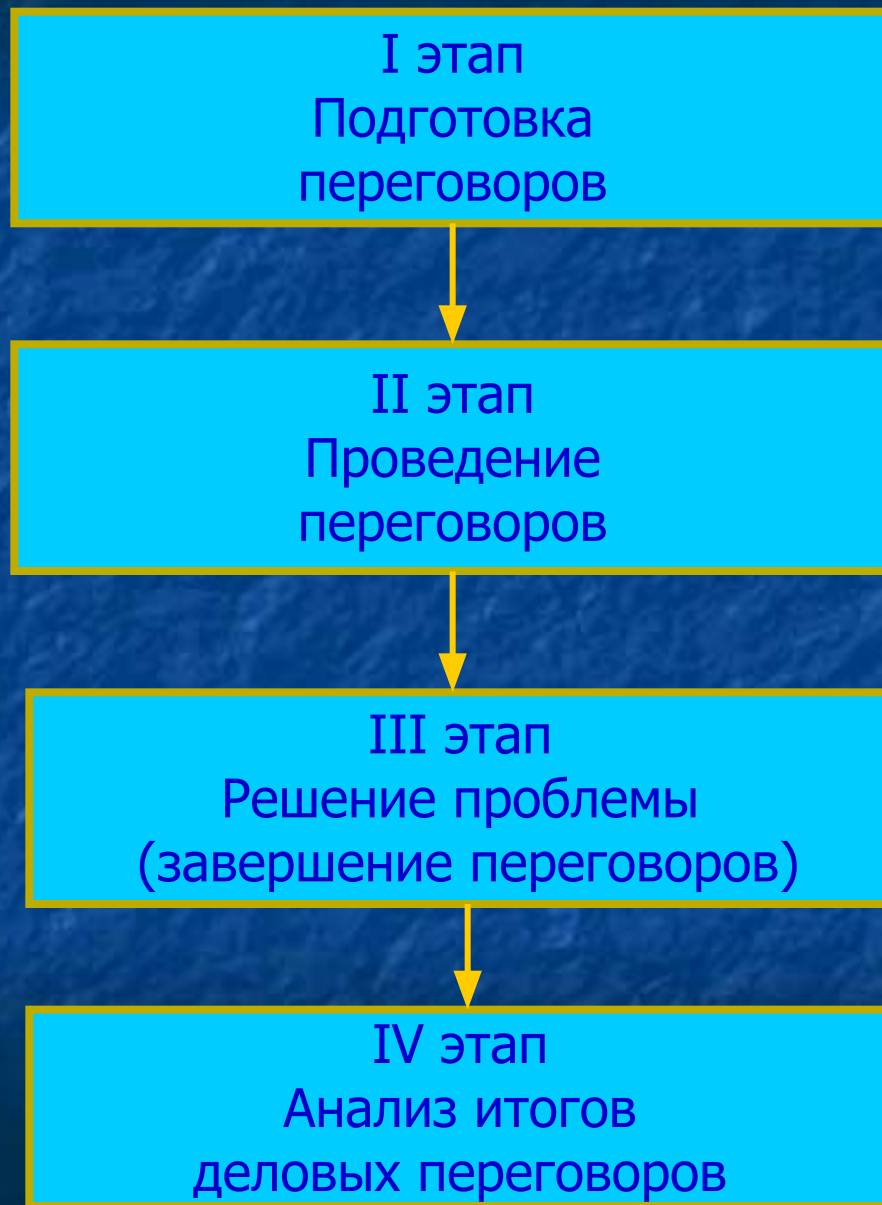 I этап
Подготовка
переговоров
II этап
Проведение
переговоров
III этап
Решение проблемы
(завершение переговоров)
IV этап
Анализ итогов
деловых переговоров